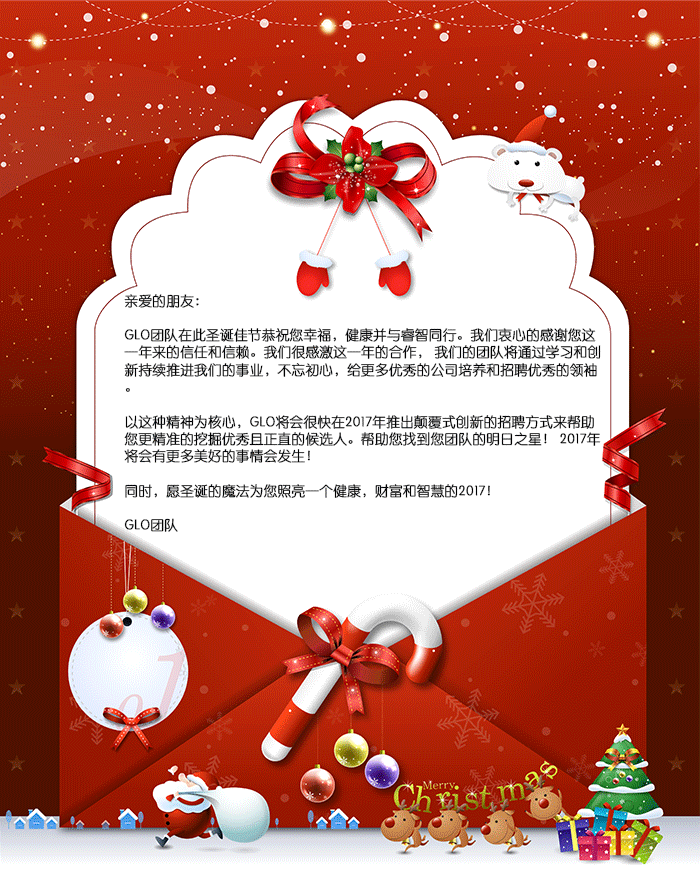 亲爱的朋友：
GLO团队在此圣诞佳节恭祝您幸福，健康并与睿智同行。我们衷心的感谢您这
一年来的信任和信赖。我们很感激这一年的合作， 我们的团队将通过学习和创
新持续推进我们的事业，不忘初心，给更多优秀的公司培养和招聘优秀的领袖
。
以这种精神为核心，GLO将会很快在2017年推出颠覆式创新的招聘方式来帮助
您更精准的挖掘优秀且正直的候选人。帮助您找到您团队的明日之星！ 2017年
将会有更多美好的事情会发生！
同时，愿圣诞的魔法为您照亮一个健康，财富和智慧的2017！
GLO团队
Merry
Christmas